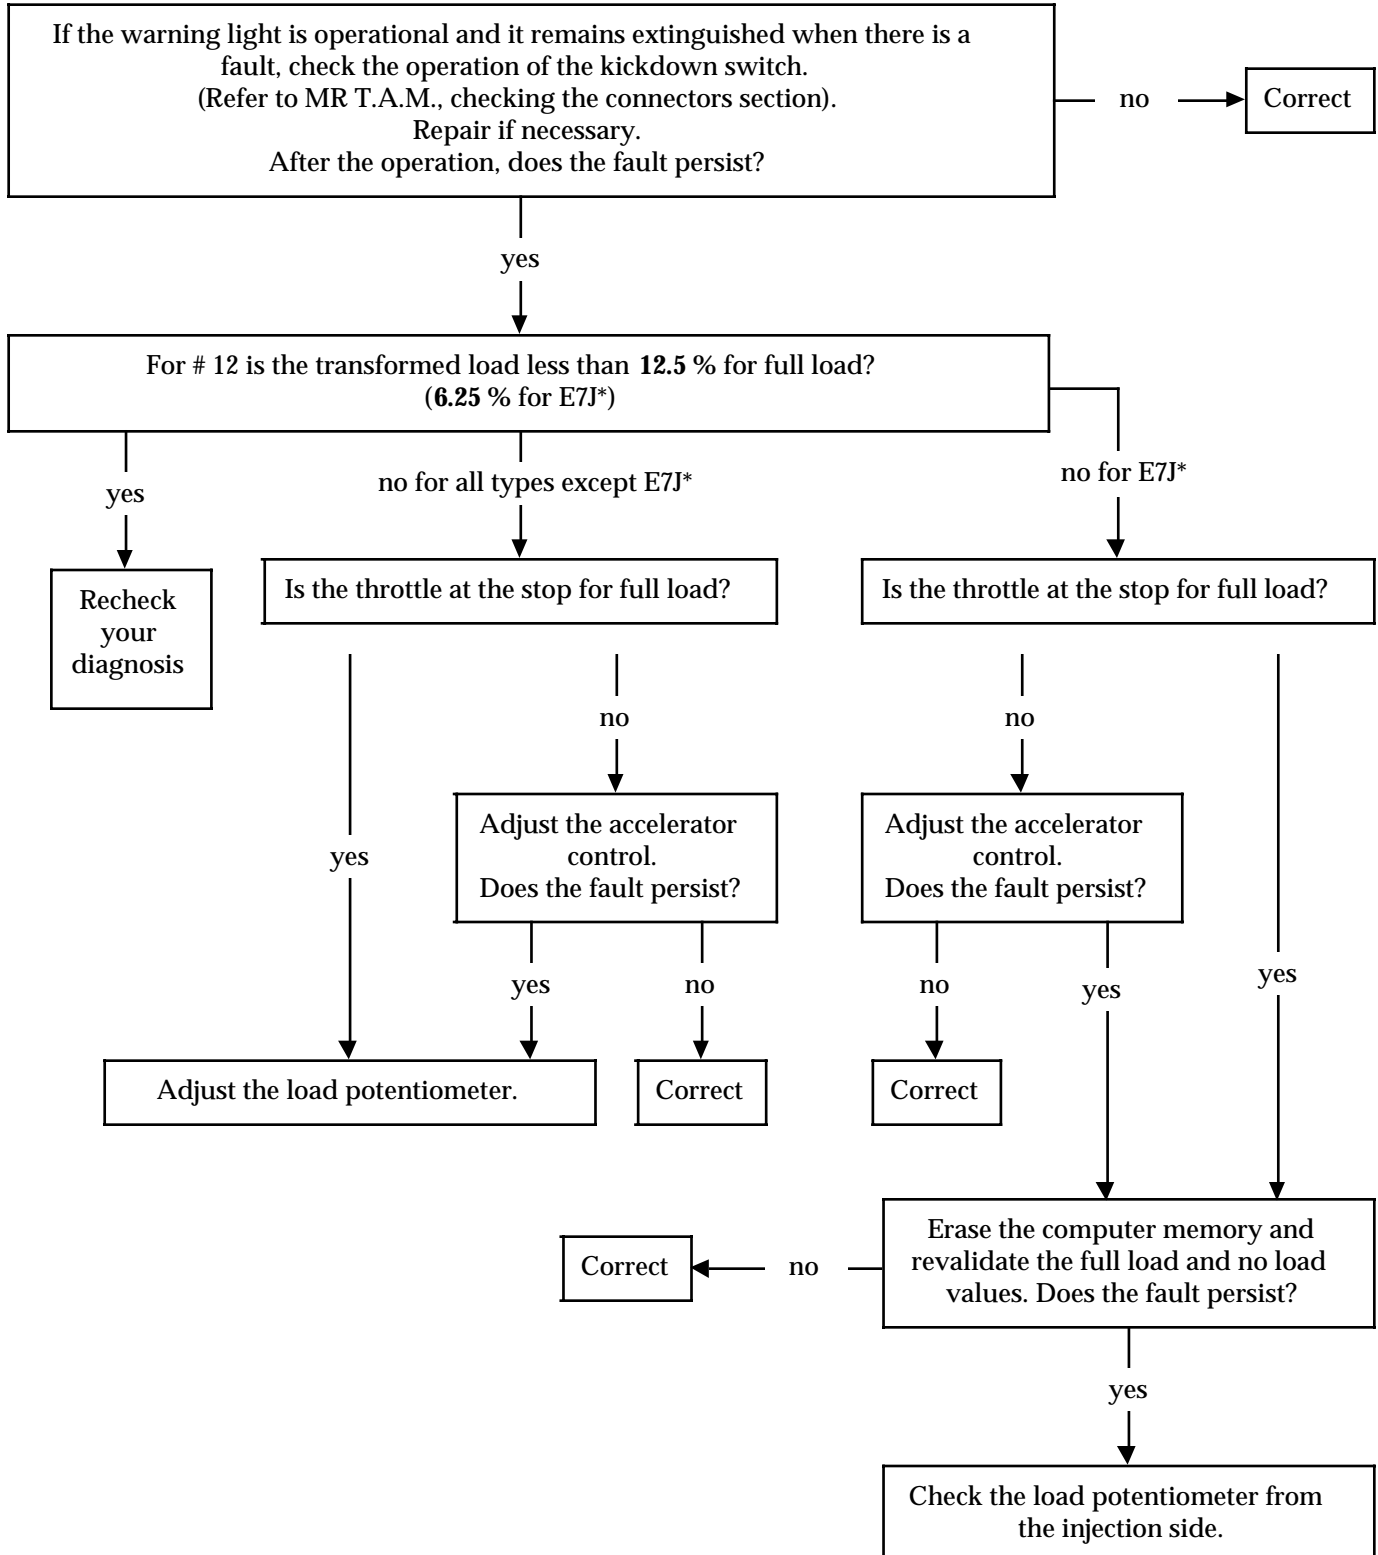 If the warning light is operational and it remains extinguished when there is a
fault, check the operation of the kickdown switch.
(Refer to MR T.A.M., checking the connectors section).
Repair if necessary.
After the operation, does the fault persist?
no
Correct
yes
For # 12 is the transformed load less than 12.5 % for full load?
(6.25 % for E7J*)
yes
no for all types except E7J*
no for E7J*
Recheck
your
diagnosis
Is the throttle at the stop for full load?
Is the throttle at the stop for full load?
yes
no
no
yes
Adjust the accelerator
control.
Does the fault persist?
Adjust the accelerator
control.
Does the fault persist?
yes
no
no
yes
Adjust the load potentiometer.
Correct
Correct
Erase the computer memory and
revalidate the full load and no load
values. Does the fault persist?
no
Correct
yes
Check the load potentiometer from
the injection side.